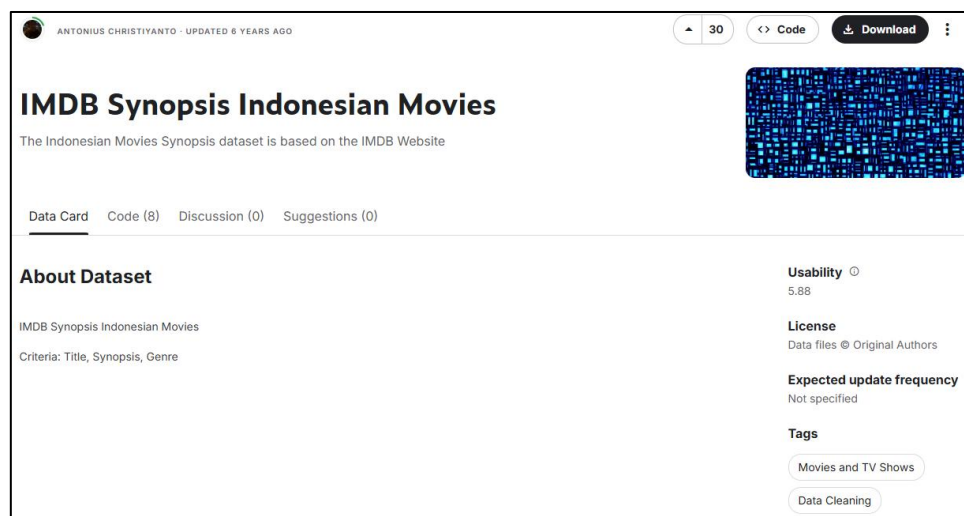 ANTONIUS CHRISTIYANTO · UPDATED 6 YEARS AGO
30
<> Code
Download
IMDB Synopsis Indonesian Movies
The Indonesian Movies Synopsis dataset is based on the IMDB Website
Data Card Code (8) Discussion (0) Suggestions (0)
About Dataset
IMDB Synopsis Indonesian Movies
Criteria: Title, Synopsis, Genre
Usability
5.88
License
Data files © Original Authors
Expected update frequency
Not specified
Tags
Movies and TV Shows
Data Cleaning